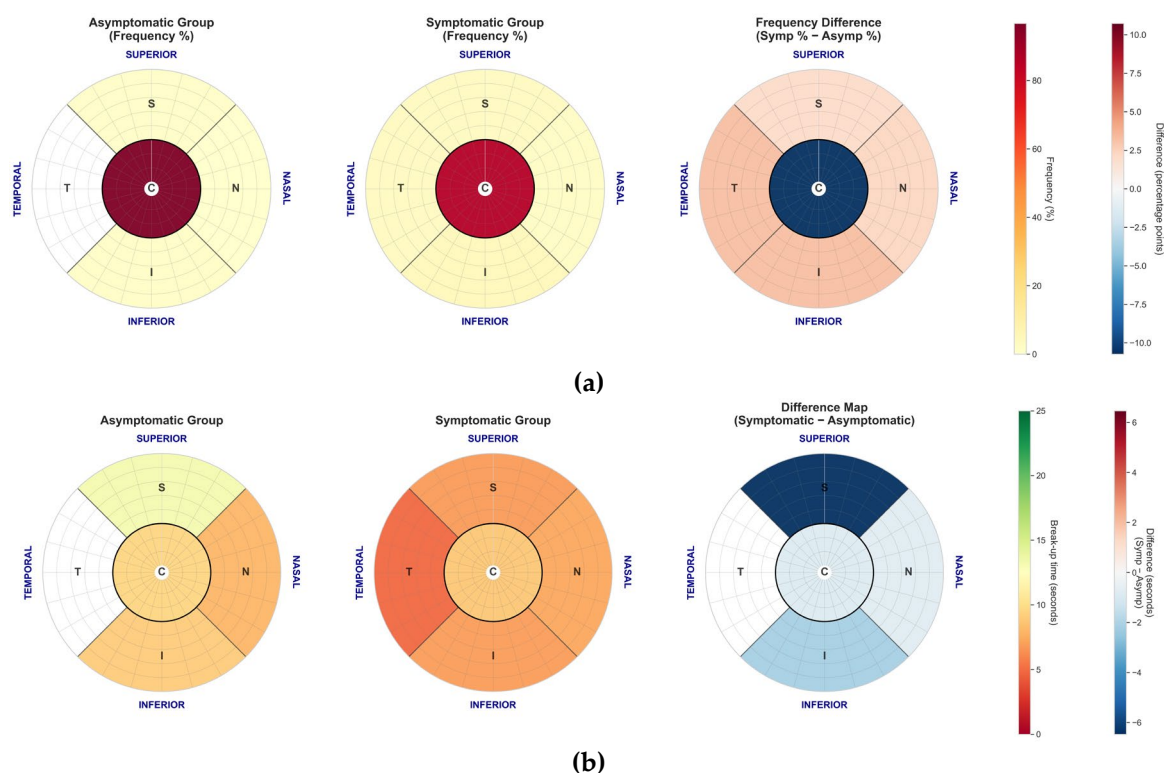 Asymptomatic Group
(Frequency %)
SUPERIOR
S
TEMPORAL
T
C
N
NASAL
I
INFERIOR
Symptomatic Group
(Frequency %)
SUPERIOR
S
TEMPORAL
T
C
N
NASAL
I
INFERIOR
Frequency Difference
(Symp % − Asymp %)
SUPERIOR
S
TEMPORAL
T
C
N
NASAL
I
INFERIOR
80
60
40
20
0
Frequency (%)
10.0
7.5
5.0
2.5
0.0
−2.5
−5.0
−7.5
−10.0
Difference (percentage points)
(a)
Asymptomatic Group
SUPERIOR
S
TEMPORAL
T
C
N
NASAL
I
INFERIOR
Symptomatic Group
SUPERIOR
S
TEMPORAL
T
C
N
NASAL
I
INFERIOR
Difference Map
(Symptomatic − Asymptomatic)
SUPERIOR
S
TEMPORAL
T
C
N
NASAL
I
INFERIOR
25
20
15
10
5
0
Break-up time (seconds)
6
4
2
0
−2
−4
−6
Difference (seconds)
(Symp − Asymp)
(b)